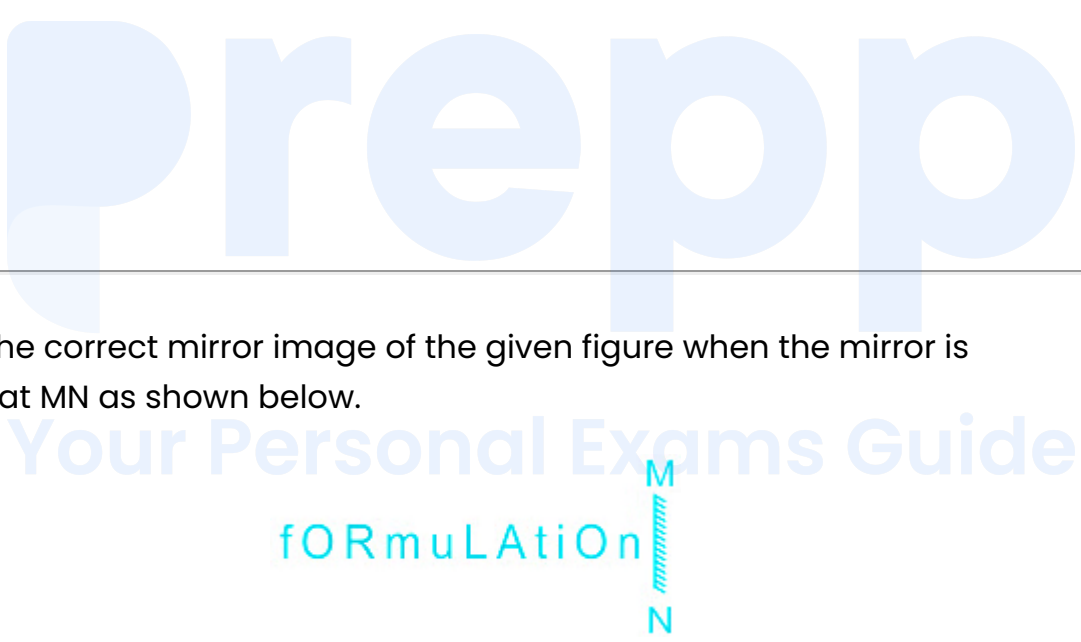 Prepp
he correct mirror image of the given figure when the mirror is
at MN as shown below.
Your Personal Exams Guide
M
fORmuLAtiOn
N